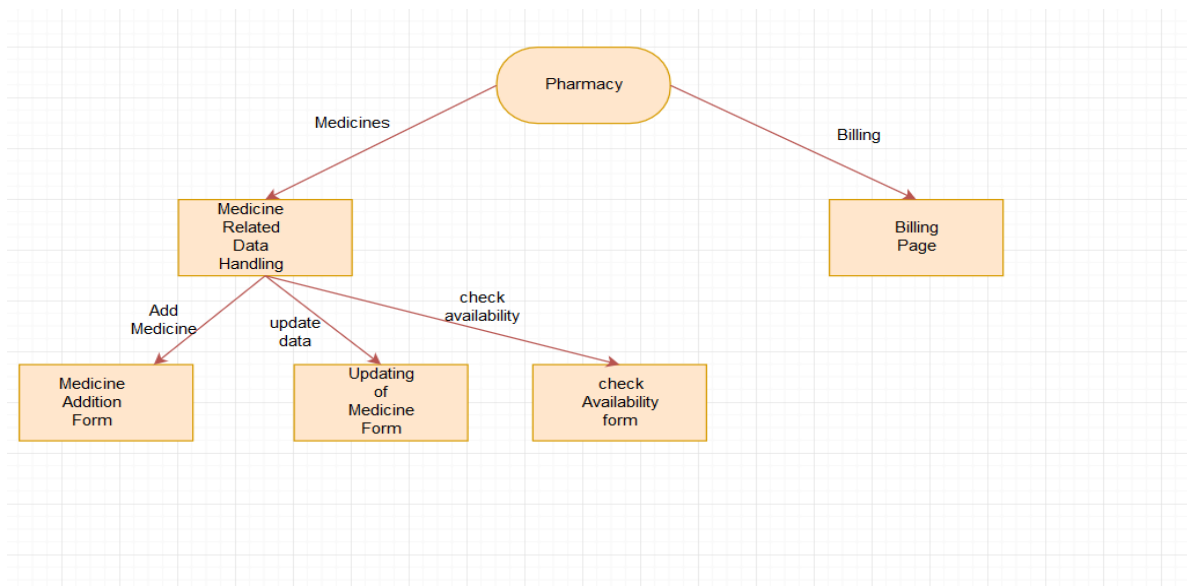 Pharmacy
Medicines
Billing
Medicine
Related
Data
Handling
Billing
Page
Add
Medicine
update
data
check
availability
Medicine
Addition
Form
Updating
of
Medicine
Form
check
Availability
form